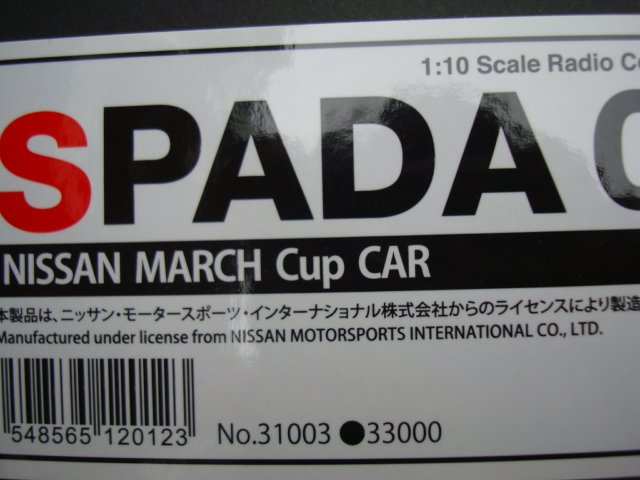 1:10 Scale Radio
SPADA
NISSAN MARCH Cup CAR
本製品は、ニッサン・モータースポーツ・インターナショナル株式会社からのライセンスにより製造
Manufactured under license from NISSAN MOTORSPORTS INTERNATIONAL CO., LTD.
548565 120123
No.31003 ●33000